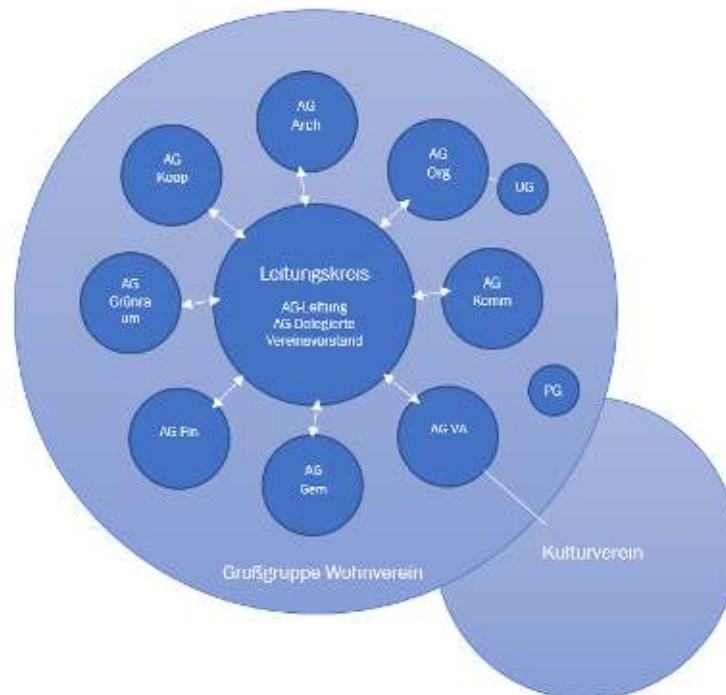 AG
Arch
AG
Koop
AG
Org
UG
Leitungskreis
AG-Leitung
AG-Delegierte
Vereinsvorstand
AG
Grünra
um
AG
Komm
PG
AG Fin
AG
Gem
AG VA
Großgruppe Wohnverein
Kulturverein